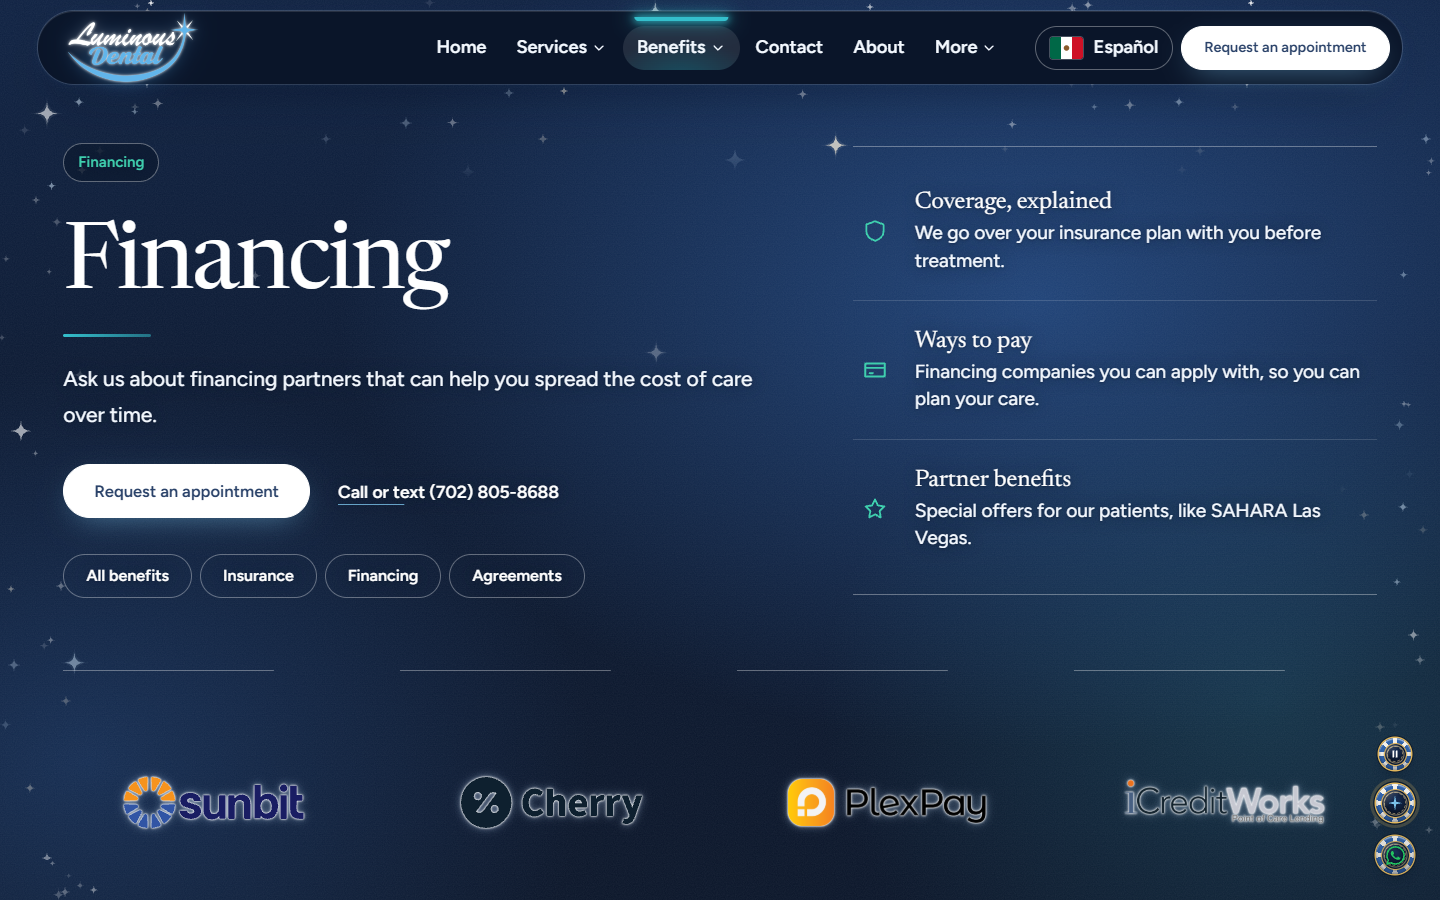 Luminous
Dental
Home
Services
Benefits
Contact
About
More
Español
Request an appointment
Financing
Financing
Ask us about financing partners that can help you spread the cost of care
over time.
Request an appointment
Call or text (702) 805-8688
All benefits
Insurance
Financing
Agreements
Coverage, explained
We go over your insurance plan with you before
treatment.
Ways to pay
Financing companies you can apply with, so you can
plan your care.
Partner benefits
Special offers for our patients, like SAHARA Las
Vegas.
sunbit
Cherry
PlexPay
iCreditWorks
Point of Care Lending